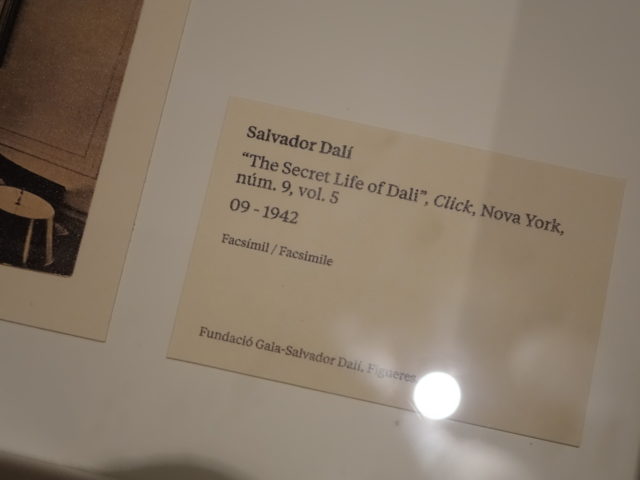 Salvador Dalí
“The Secret Life of Dali”, Click, Nova York,
núm. 9, vol. 5
09 - 1942
Facsímil / Facsimile
Fundació Gala-Salvador Dalí, Figueres